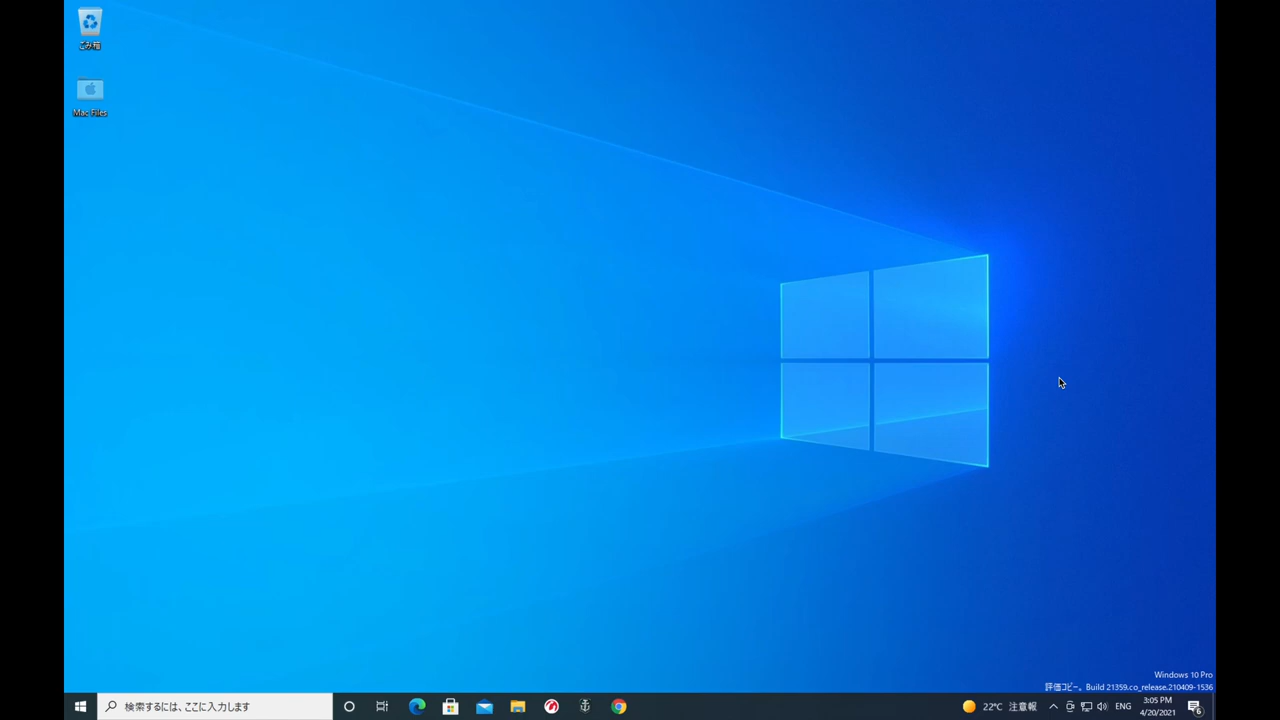 ごみ箱
Mac Files
Windows 10 Pro
評価コピー。Build 21359.co_release.210409-1536
検索するには、ここに入力します
22°C 注意報
ENG
3:05 PM
4/20/2021
6